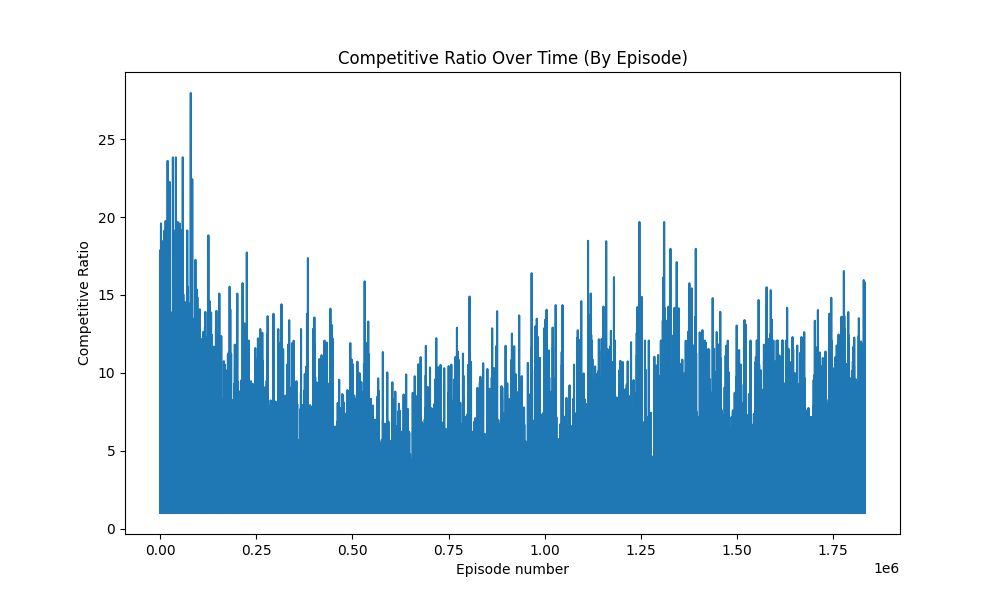 Competitive Ratio Over Time (By Episode)
Competitive Ratio
25
20
15
10
5
0
0.00 0.25 0.50 0.75 1.00 1.25 1.50 1.75
1e6
Episode number